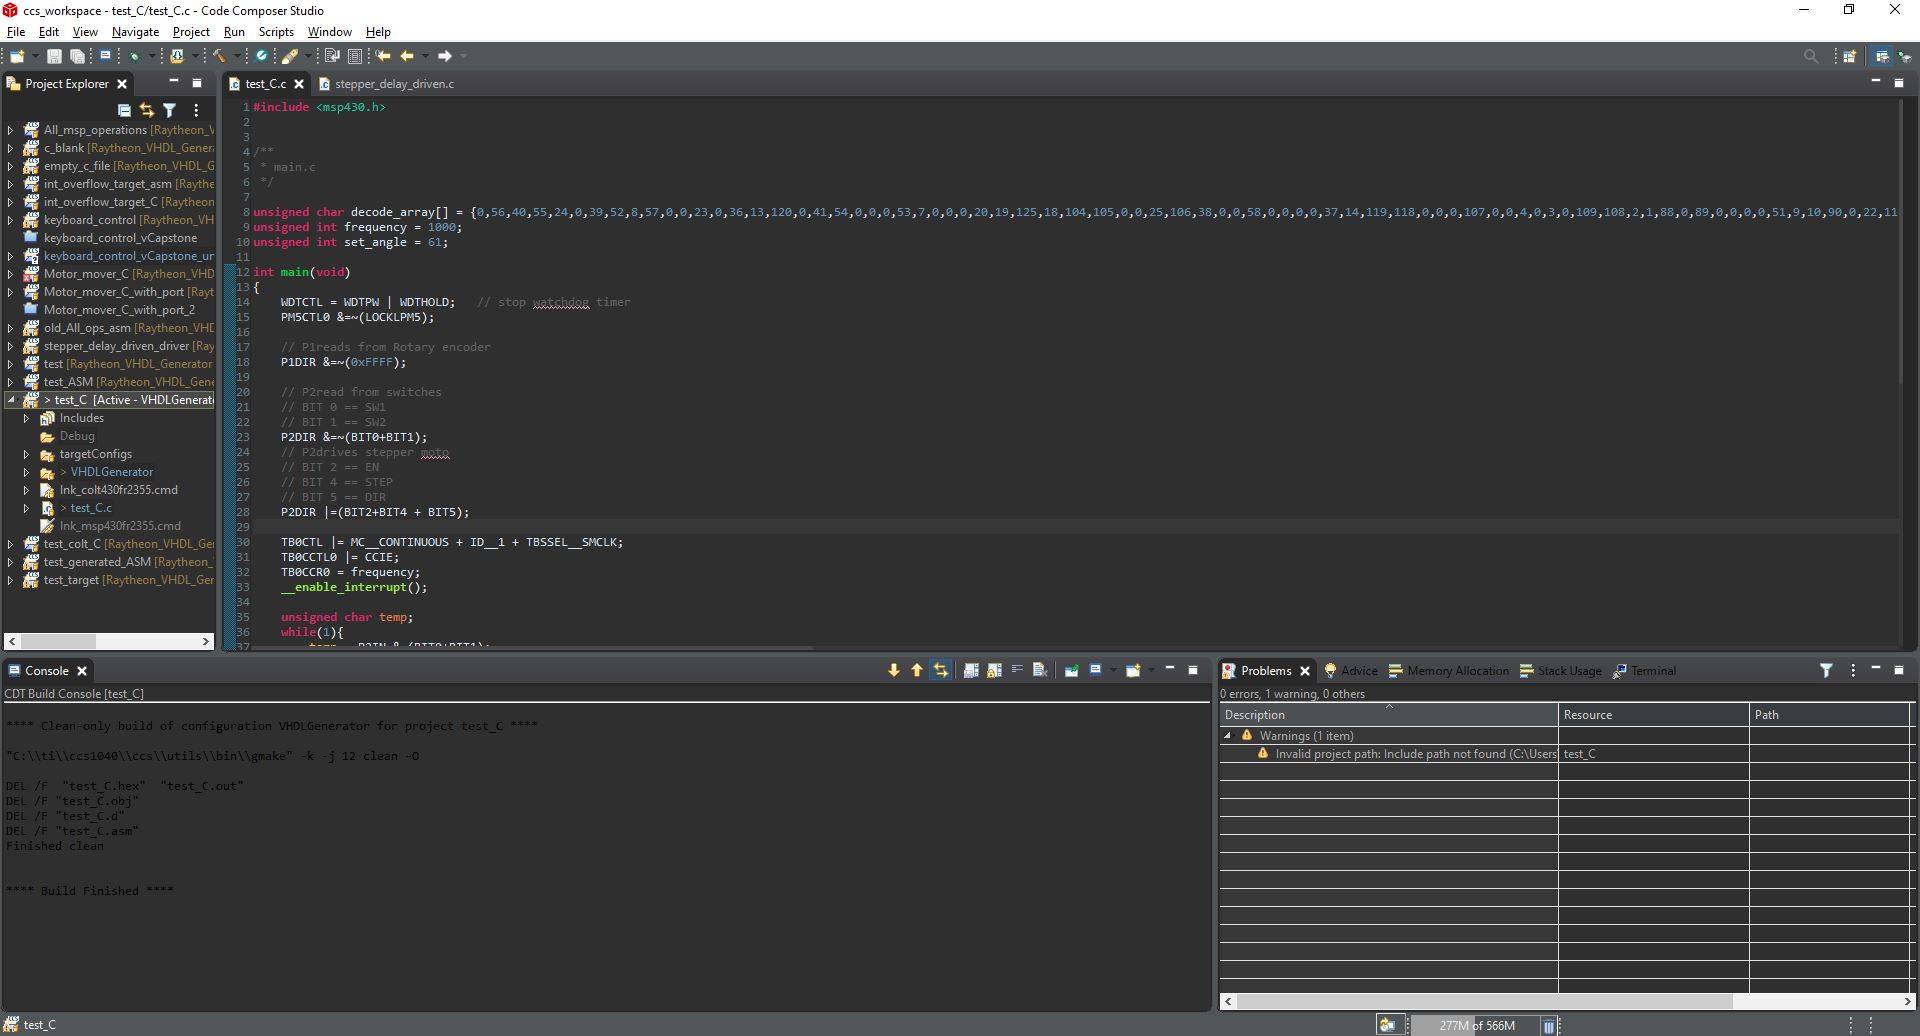 ccs_workspace - test_C/test_C.c - Code Composer Studio
File Edit View Navigate Project Run Scripts Window Help
Project Explorer
All_msp_operations [Raytheon_V
c_blank [Raytheon_VHDL_Genera
empty_c_file [Raytheon_VHDL_G
int_overflow_target_asm [Raythe
int_overflow_target_C [Raytheon
keyboard_control [Raytheon_VH
keyboard_control_vCapstone
keyboard_control_vCapstone_ur
Motor_mover_C [Raytheon_VHD
Motor_mover_C_with_port [Rayt
Motor_mover_C_with_port_2
old_All_ops_asm [Raytheon_VHD
stepper_delay_driven_driver [Ray
test [Raytheon_VHDL_Generator
test_ASM [Raytheon_VHDL_Gene
> test_C [Active - VHDLGenerato
Includes
Debug
targetConfigs
> VHDLGenerator
lnk_colt430fr2355.cmd
> test_C.c
lnk_msp430fr2355.cmd
test_colt_C [Raytheon_VHDL_Ger
test_generated_ASM [Raytheon_
test_target [Raytheon_VHDL_Ger
test_C.c stepper_delay_driven.c
1 #include <msp430.h>
2
3
4 /**
5 * main.c
6 */
7
8 unsigned char decode_array[] = {0,56,40,55,24,0,39,52,8,57,0,0,23,0,36,13,120,0,41,54,0,0,0,53,7,0,0,0,20,19,125,18,104,105,0,0,25,106,38,0,0,58,0,0,0,0,37,14,119,118,0,0,0,107,0,0,4,0,3,0,109,108,2,1,88,0,89,0,0,0,0,51,9,10,90,0,22,11
9 unsigned int frequency = 1000;
10 unsigned int set_angle = 61;
11
12 int main(void)
13 {
14 WDTCTL = WDTPW | WDTHOLD; // stop watchdog timer
15 PM5CTL0 &=~(LOCKLPM5);
16
17 // P1reads from Rotary encoder
18 P1DIR &=~(0xFFFF);
19
20 // P2read from switches
21 // BIT 0 == SW1
22 // BIT 1 == SW2
23 P2DIR &=~(BIT0+BIT1);
24 // P2drives stepper moto
25 // BIT 2 == EN
26 // BIT 4 == STEP
27 // BIT 5 == DIR
28 P2DIR |=(BIT2+BIT4 + BIT5);
29
30 TB0CTL |= MC__CONTINUOUS + ID__1 + TBSSEL__SMCLK;
31 TB0CCTL0 |= CCIE;
32 TB0CCR0 = frequency;
33 __enable_interrupt();
34
35 unsigned char temp;
36 while(1){
37 temp = P2IN & (BIT0+BIT1);
Console
CDT Build Console [test_C]
**** Clean-only build of configuration VHDLGenerator for project test_C ****
"C:\\ti\\ccs1040\\ccs\\utils\\bin\\gmake" -k -j 12 clean -O
DEL /F "test_C.hex" "test_C.out"
DEL /F "test_C.obj"
DEL /F "test_C.d"
DEL /F "test_C.asm"
Finished clean
**** Build Finished ****
Problems Advice Memory Allocation Stack Usage Terminal
0 errors, 1 warning, 0 others
Description Resource Path
Warnings (1 item)
Invalid project path: Include path not found (C:\Users test_C
test_C
277M of 566M